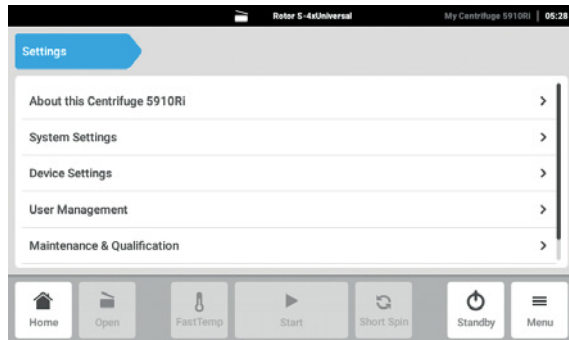 Rotor S-4xUniversal My Centrifuge 5910Ri | 05:28
Settings
About this Centrifuge 5910Ri
System Settings
Device Settings
User Management
Maintenance & Qualification
Home Open FastTemp Start Short Spin Standby Menu